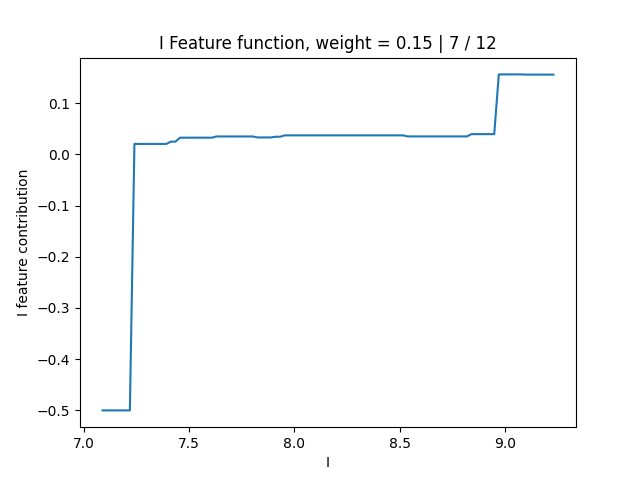 I Feature function, weight = 0.15 | 7 / 12
I feature contribution
0.1
0.0
−0.1
−0.2
−0.3
−0.4
−0.5
7.0 7.5 8.0 8.5 9.0
I